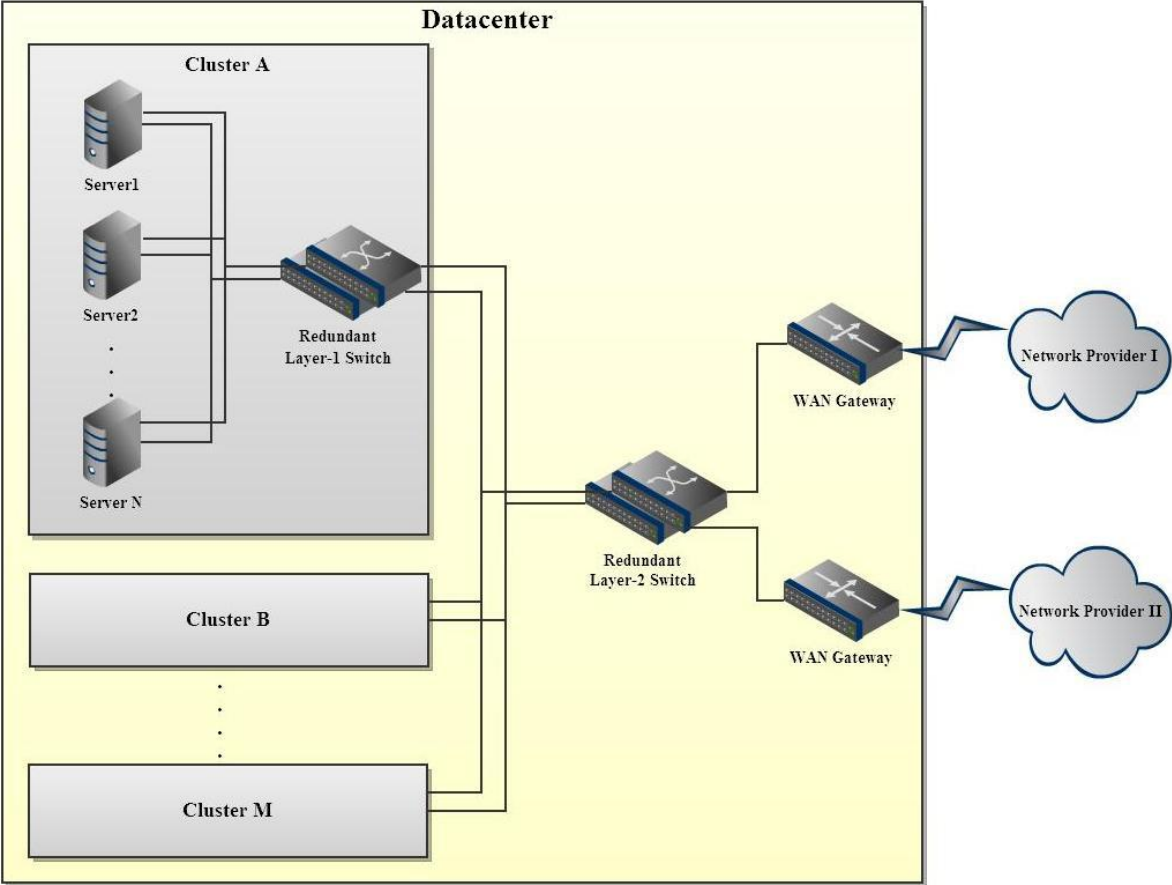 Datacenter
Cluster A
Server1
Server2
Server N
Redundant
Layer-1 Switch
Cluster B
Cluster M
Redundant
Layer-2 Switch
WAN Gateway
Network Provider I
WAN Gateway
Network Provider II